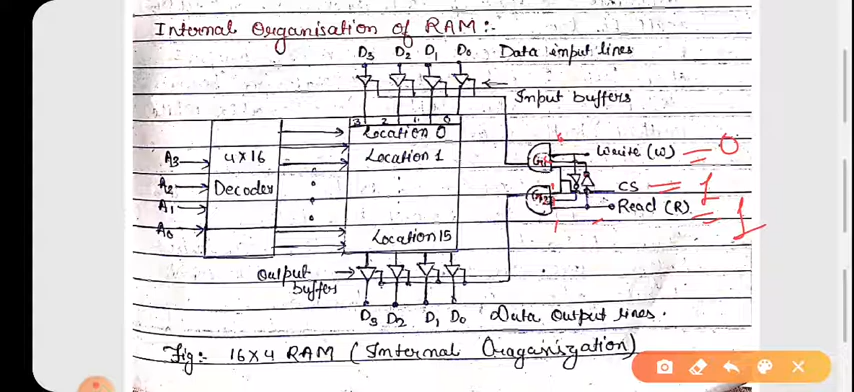 Internal Organisation of RAM:-
D3 D2 D1 D0 Data input lines
Input buffers
3 2 1 0
Location 0
Location 1
Location 15
A3
A2
A1
A0
4X16
Decoder
G1
G2
Write (W) = 0
CS = 1
Read (R) = 1
Output
buffers
D3 D2 D1 D0 Data Output lines.
Fig:- 16X4 RAM (Internal Oraganization)